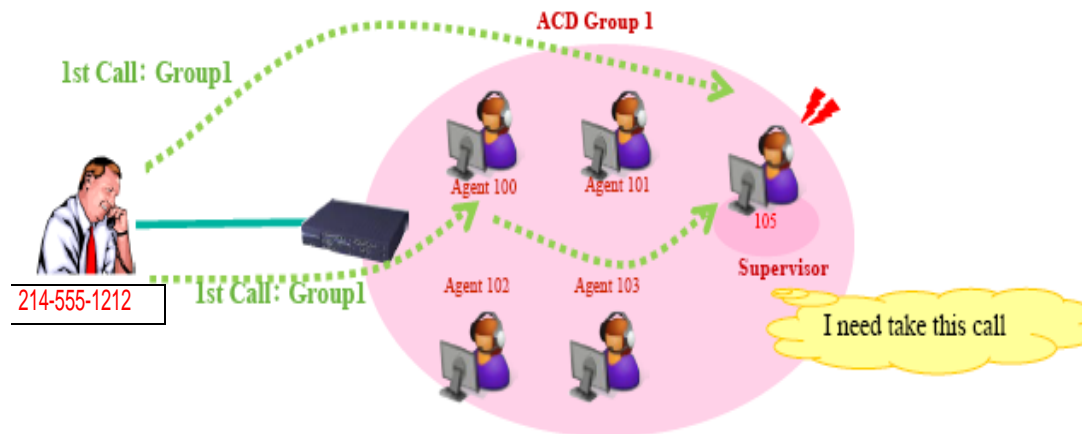 ACD Group 1
1st Call: Group1
Agent 100
Agent 101
105
Supervisor
1st Call: Group1
Agent 102
Agent 103
214-555-1212
I need take this call